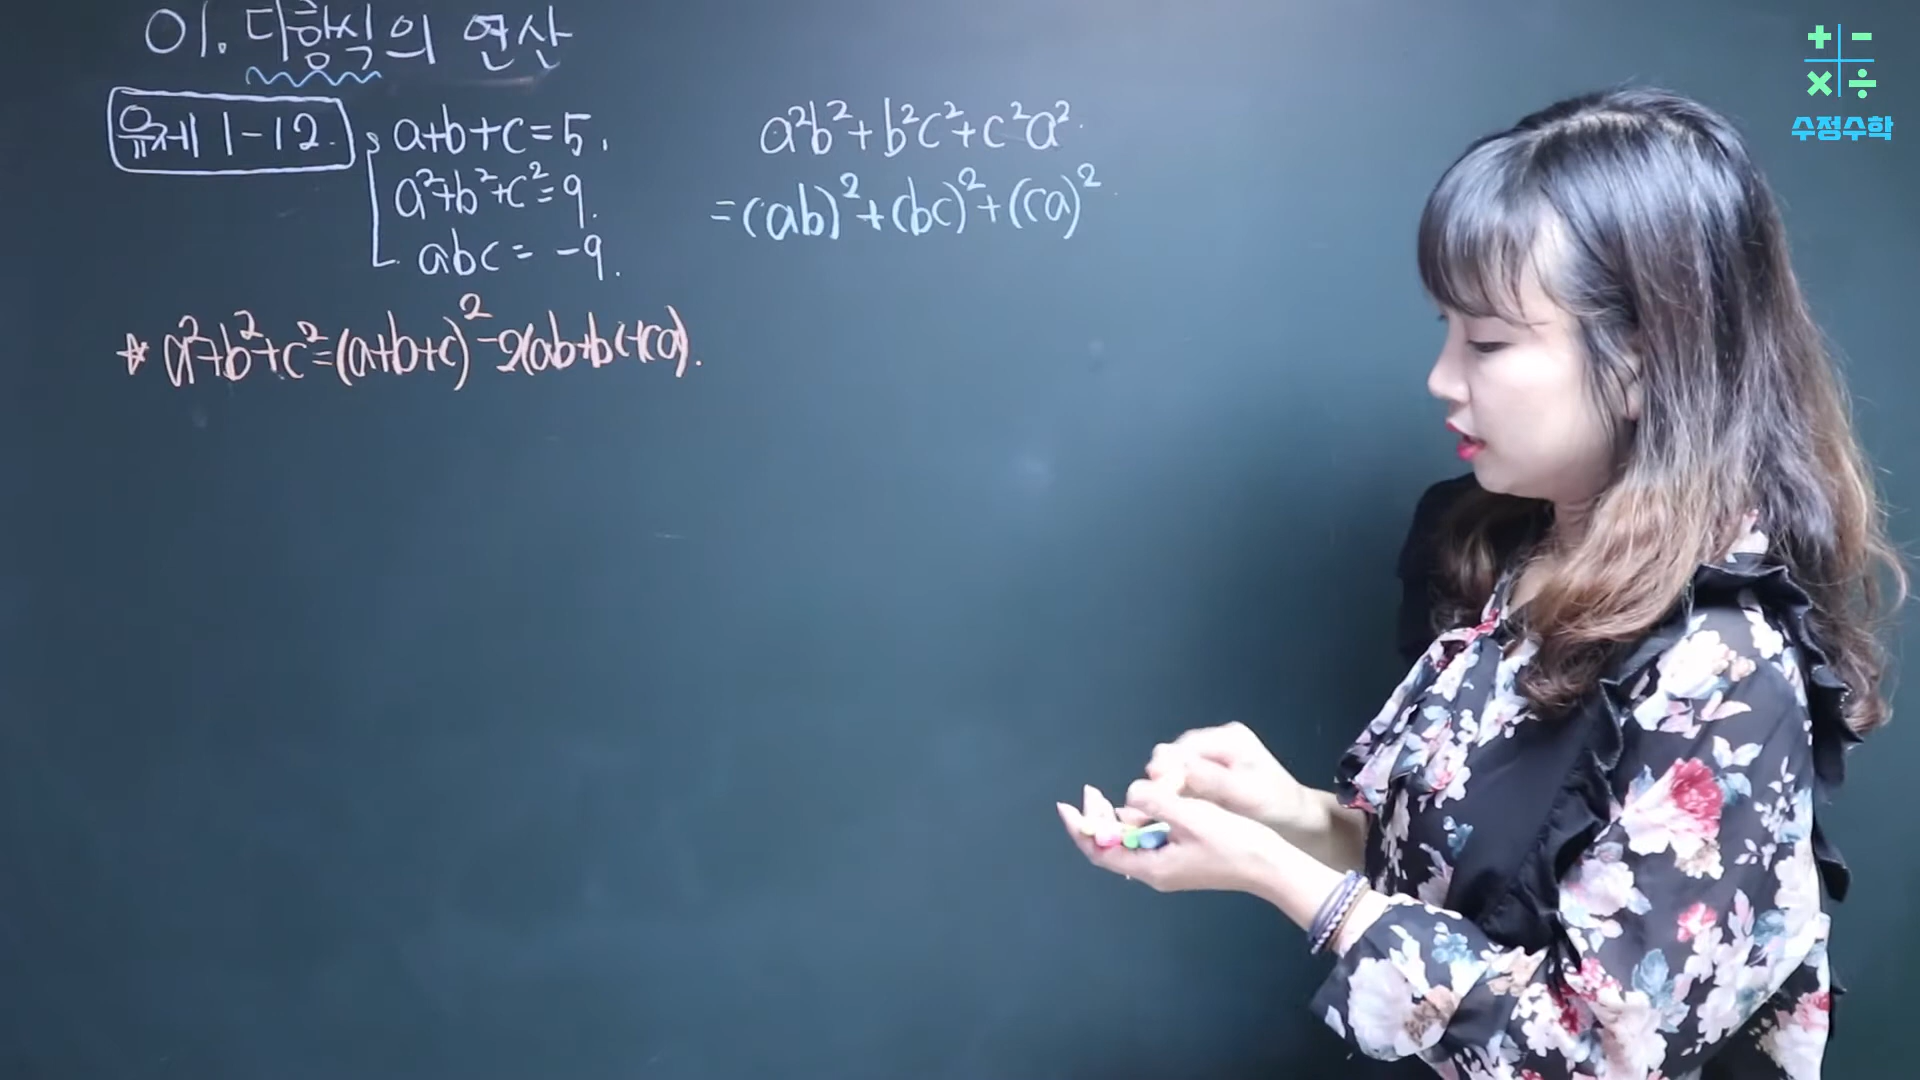 01. 다항식의 연산
유제 1-12. a+b+c=5.
a²+b²+c²=9.
abc=-9.
a²b²+b²c²+c²a².
=(ab)²+(bc)²+(ca)².
* a²+b²+c²=(a+b+c)²-2(ab+bc+ca).
+ -
× ÷
수정수학